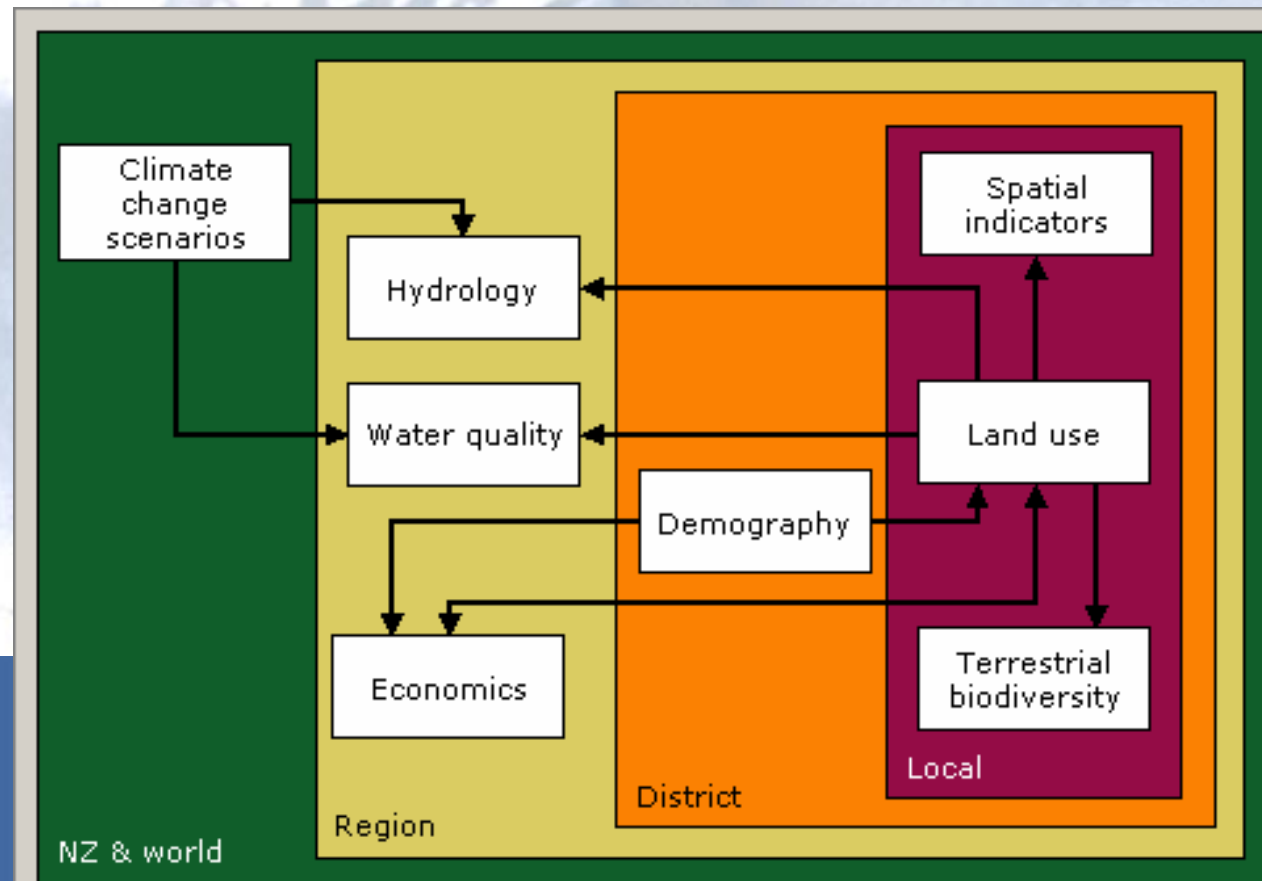 Climate
change
scenarios
Hydrology
Water quality
Economics
Demography
Spatial
indicators
Land use
Terrestrial
biodiversity
Local
District
Region
NZ & world